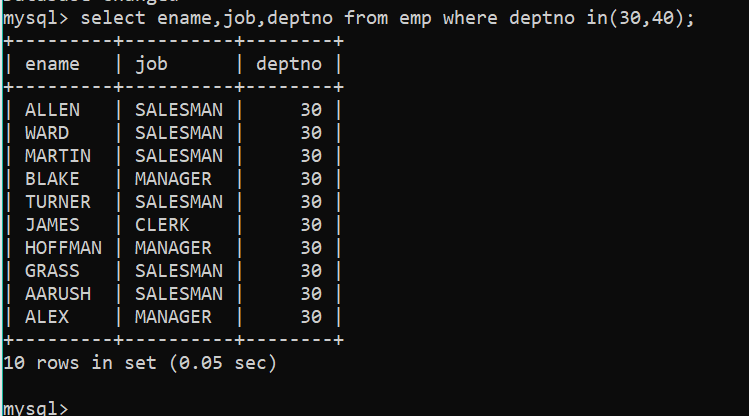 mysql> select ename,job,deptno from emp where deptno in(30,40);
+---------+----------+--------+
| ename   | job      | deptno |
+---------+----------+--------+
| ALLEN   | SALESMAN |     30 |
| WARD    | SALESMAN |     30 |
| MARTIN  | SALESMAN |     30 |
| BLAKE   | MANAGER  |     30 |
| TURNER  | SALESMAN |     30 |
| JAMES   | CLERK    |     30 |
| HOFFMAN | MANAGER  |     30 |
| GRASS   | SALESMAN |     30 |
| AARUSH  | SALESMAN |     30 |
| ALEX    | MANAGER  |     30 |
+---------+----------+--------+
10 rows in set (0.05 sec)
mysql>